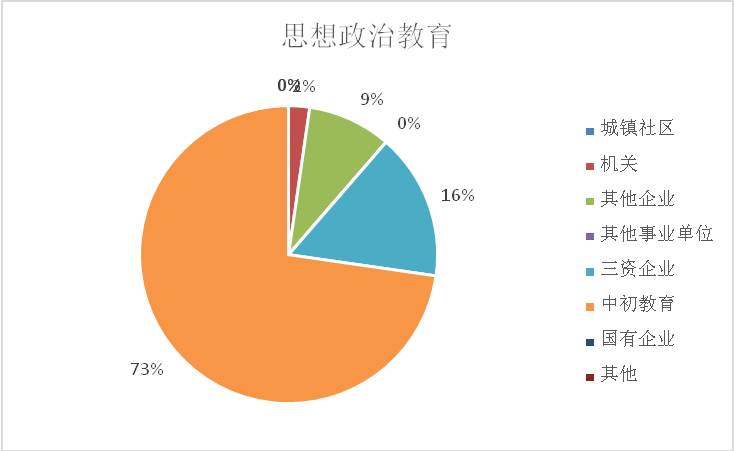 思想政治教育
0%
2%
9%
0%
16%
73%
城镇社区
机关
其他企业
其他事业单位
三资企业
中初教育
国有企业
其他